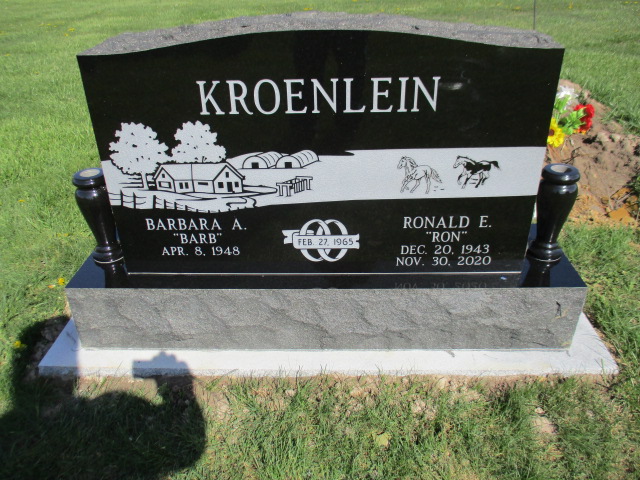 KROENLEIN
BARBARA A.
"BARB"
APR. 8, 1948
FEB. 27, 1965
RONALD E.
"RON"
DEC. 20, 1943
NOV. 30, 2020